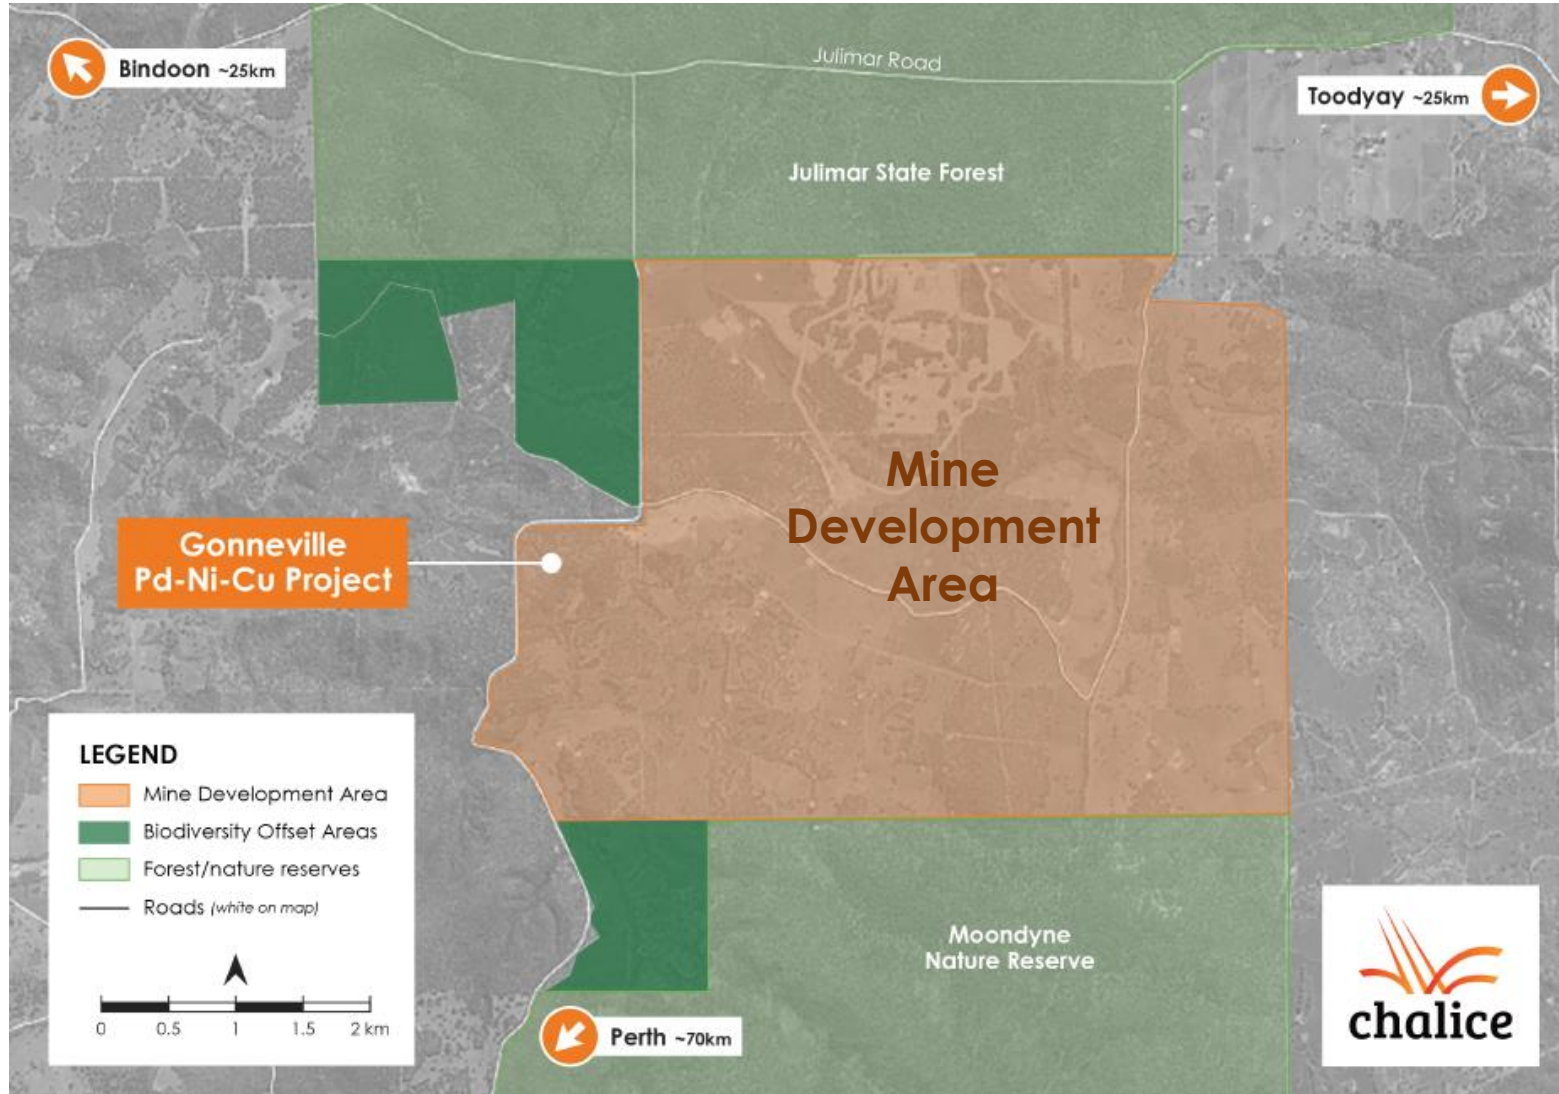 Julimar Road
Bindoon ~25km
Toodyay ~25km
Julimar State Forest
Mine
Development
Area
Gonneville
Pd-Ni-Cu Project
LEGEND
Mine Development Area
Biodiversity Offset Areas
Forest/nature reserves
Roads (white on map)
0 0.5 1 1.5 2 km
Moondyne
Nature Reserve
Perth ~70km
chalice